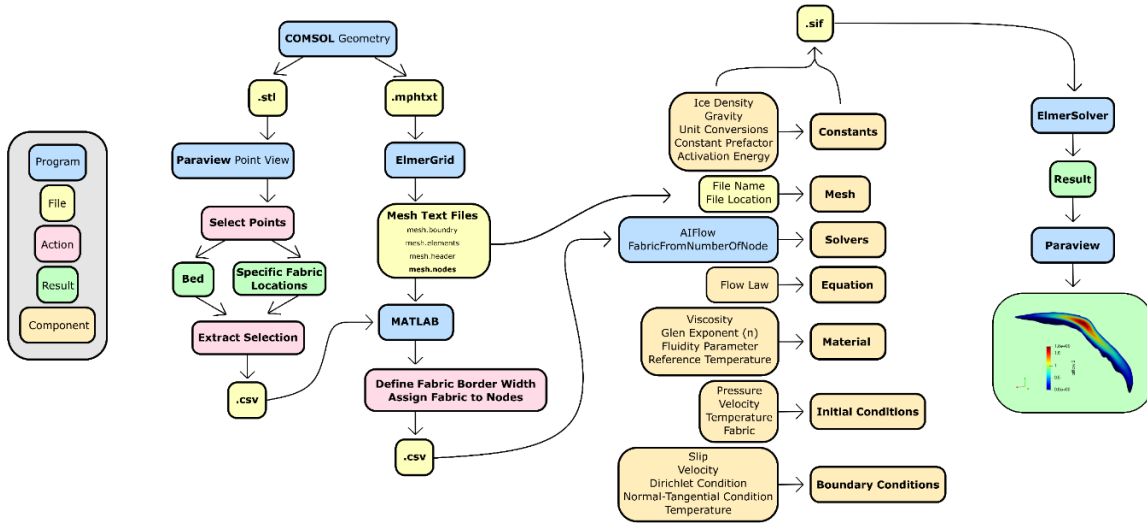 COMSOL Geometry
.stl
.mphtxt
Paraview Point View
ElmerGrid
Select Points
Mesh Text Files
mesh.boundry
mesh.elements
mesh.header
mesh.nodes
Bed
Specific Fabric
Locations
Extract Selection
MATLAB
.csv
Define Fabric Border Width
Assign Fabric to Nodes
.csv
Program
File
Action
Result
Component
.sif
Ice Density
Gravity
Unit Conversions
Constant Prefactor
Activation Energy
Constants
File Name
File Location
Mesh
AIFlow
FabricFromNumberOfNode
Solvers
Flow Law
Equation
Viscosity
Glen Exponent (n)
Fluidity Parameter
Reference Temperature
Material
Pressure
Velocity
Temperature
Fabric
Initial Conditions
Slip
Velocity
Dirichlet Condition
Normal-Tangential Condition
Temperature
Boundary Conditions
ElmerSolver
Result
Paraview